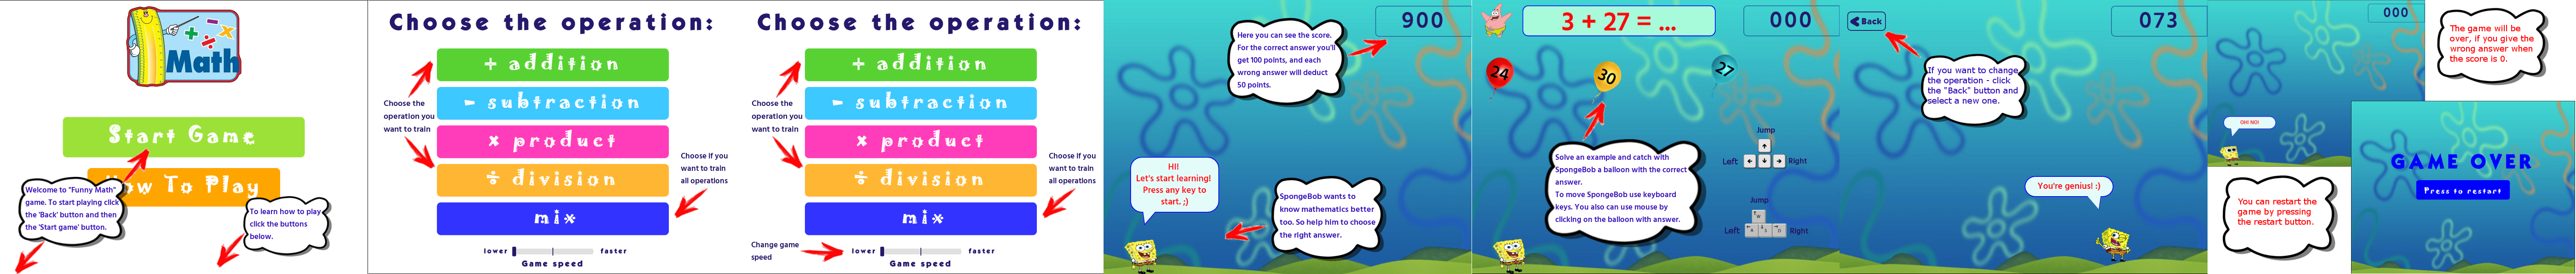 Math
Start Game
How To Play
Welcome to "Funny Math"
game. To start playing click
the 'Back' button and then
the 'Start game' button.
To learn how to play
click the buttons
below.
Choose the operation:
+ addition
- subtraction
× product
÷ division
mix
Choose the
operation you
want to train
Choose if you
want to train
all operations
lower
faster
Game speed
Choose the operation:
+ addition
- subtraction
× product
÷ division
mix
Choose the
operation you
want to train
Choose if you
want to train
all operations
Change game
speed
lower
faster
Game speed
900
Here you can see the score.
For the correct answer you'll
get 100 points, and each
wrong answer will deduct
50 points.
HI!
Let's start learning!
Press any key to
start. ;)
SpongeBob wants to
know mathematics better
too. So help him to choose
the right answer.
3 + 27 = ...
000
24
30
27
Solve an example and catch with
SpongeBob a balloon with the correct
answer.
To move SpongeBob use keyboard
keys. You also can use mouse by
clicking on the balloon with answer.
Jump
Left
Right
Jump
W
Left
A
S
D
Right
Back
073
If you want to change
the operation - click
the "Back" button and
select a new one.
You're genius! :)
000
The game will be
over, if you give the
wrong answer when
the score is 0.
OH! NO!
You can restart the
game by pressing
the restart button.
GAME OVER
Press to restart